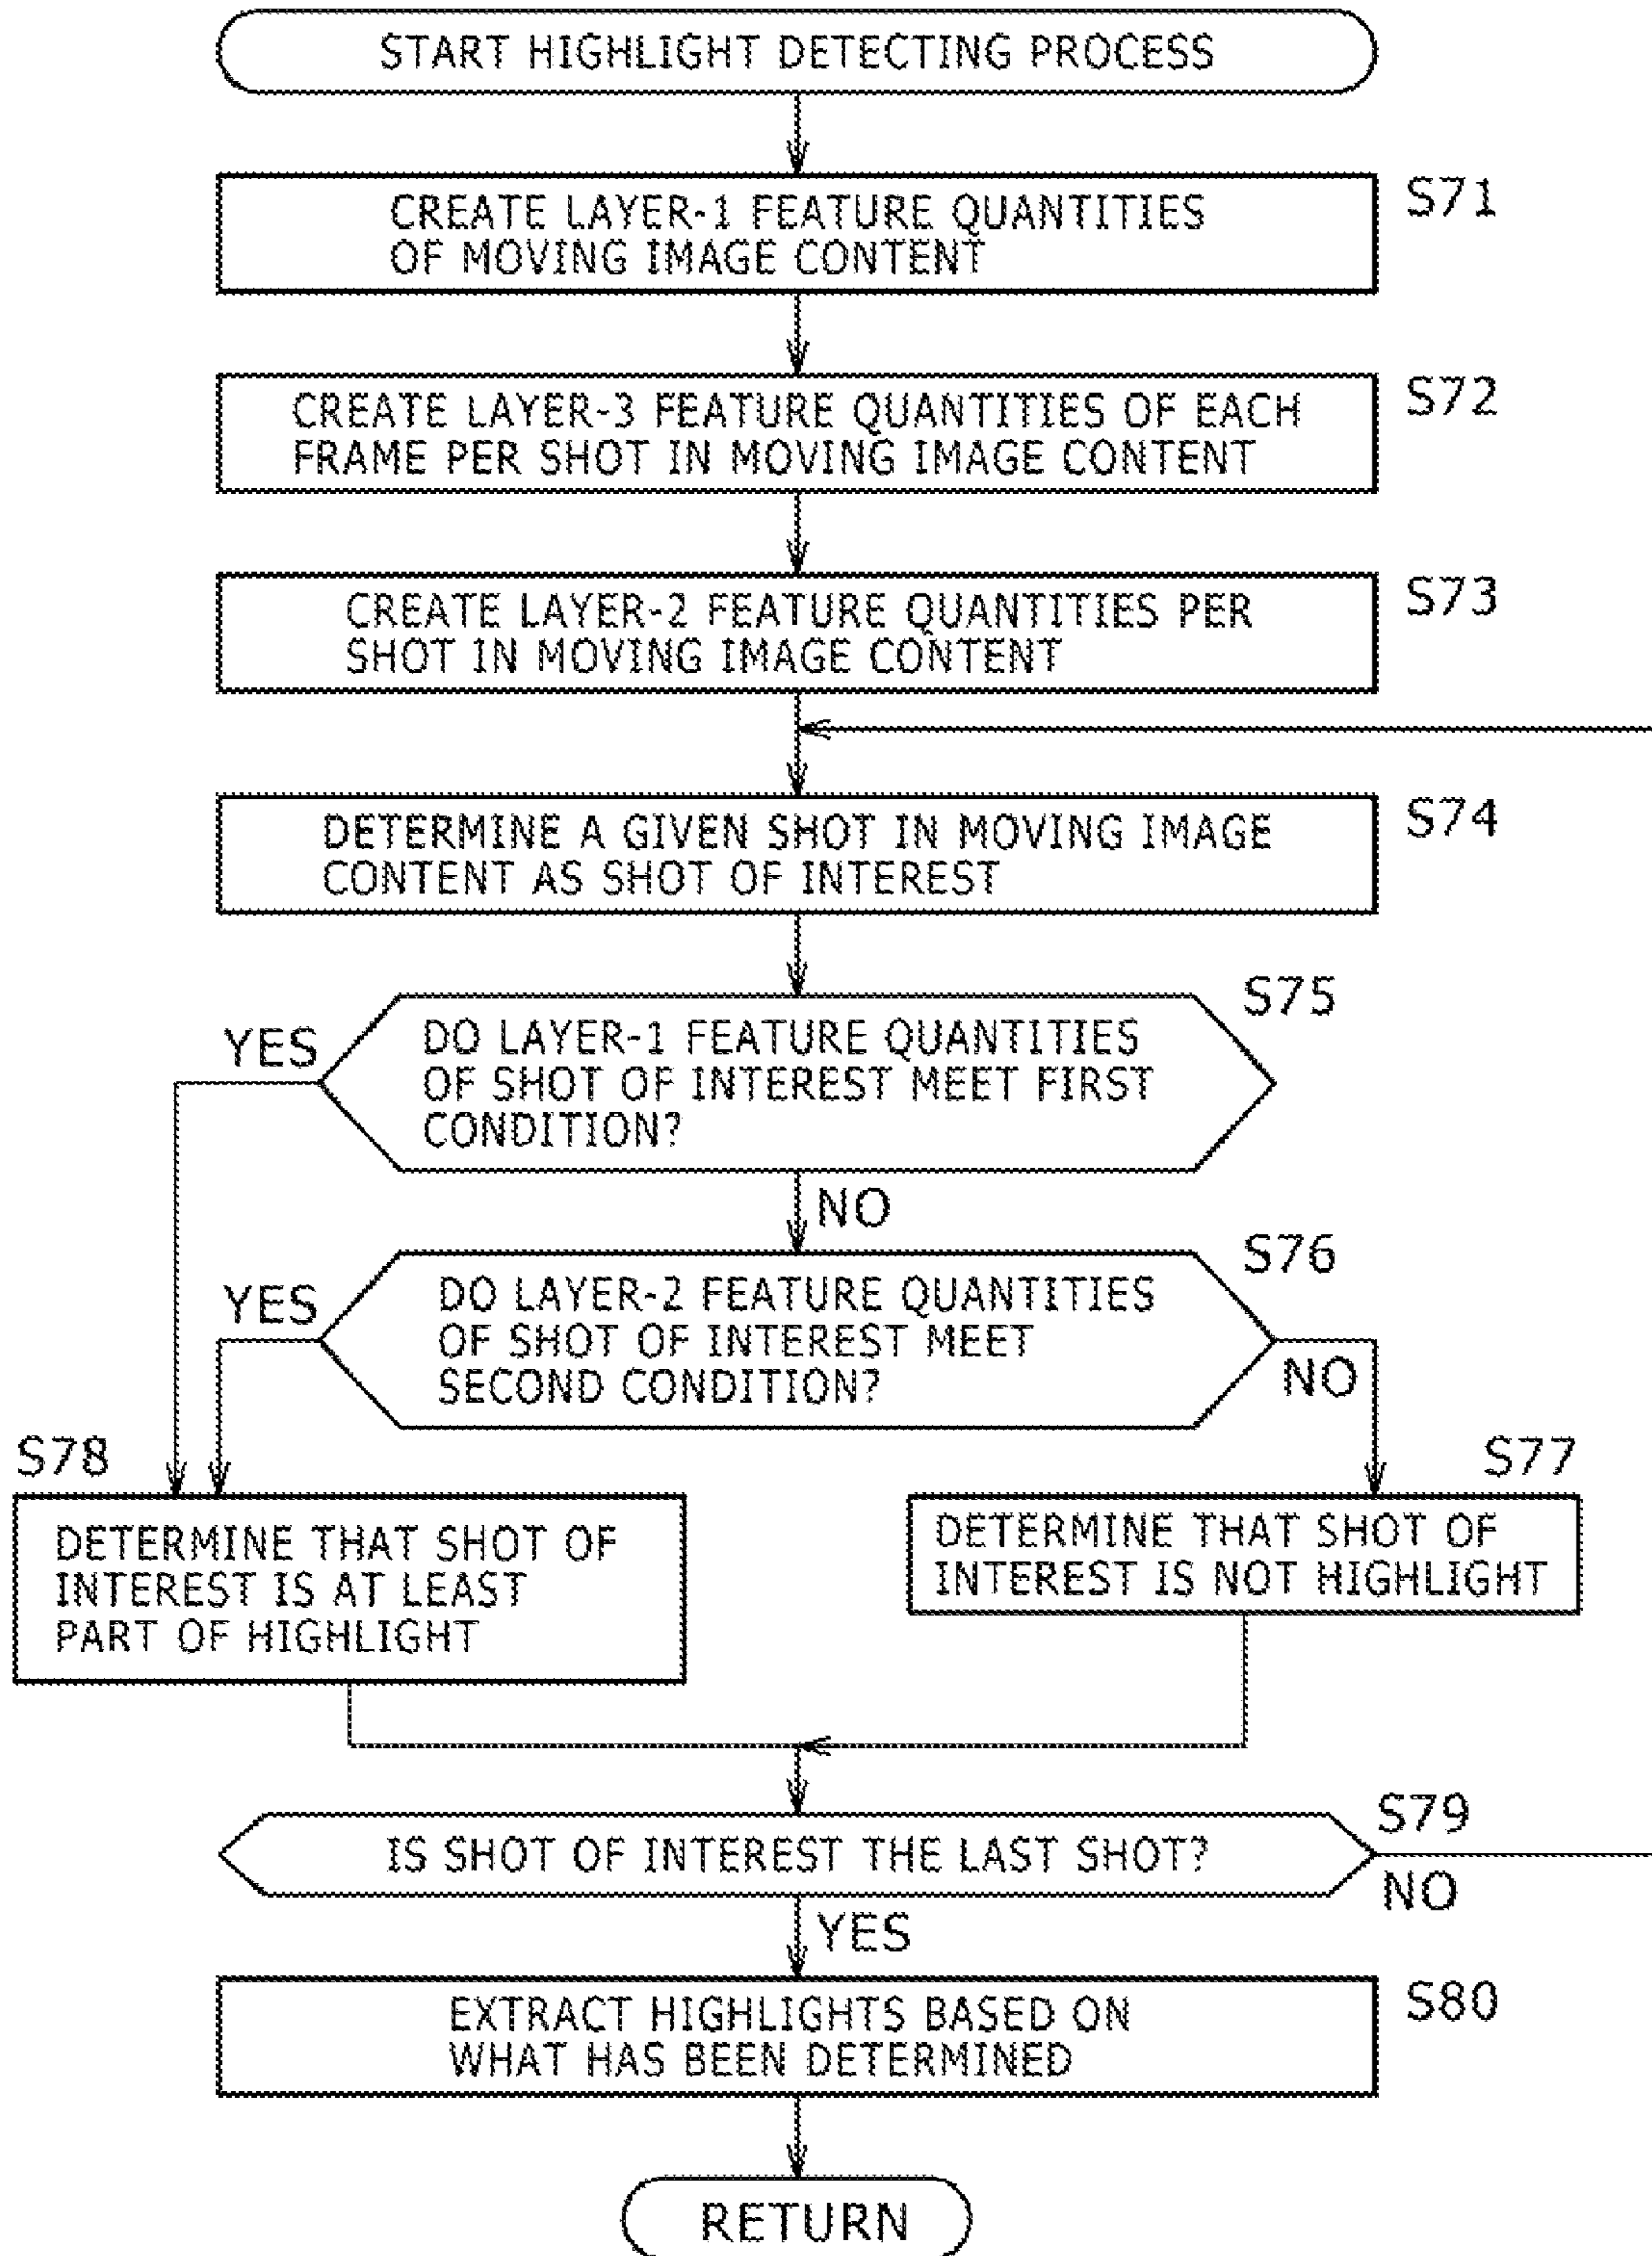 START HIGHLIGHT DETECTING PROCESS
S71
CREATE LAYER-1 FEATURE QUANTITIES
OF MOVING IMAGE CONTENT
S72
CREATE LAYER-3 FEATURE QUANTITIES OF EACH
FRAME PER SHOT IN MOVING IMAGE CONTENT
S73
CREATE LAYER-2 FEATURE QUANTITIES PER
SHOT IN MOVING IMAGE CONTENT
S74
DETERMINE A GIVEN SHOT IN MOVING IMAGE
CONTENT AS SHOT OF INTEREST
S75
YES
DO LAYER-1 FEATURE QUANTITIES
OF SHOT OF INTEREST MEET FIRST
CONDITION?
NO
S76
YES
DO LAYER-2 FEATURE QUANTITIES
OF SHOT OF INTEREST MEET
SECOND CONDITION?
NO
S78
DETERMINE THAT SHOT OF
INTEREST IS AT LEAST
PART OF HIGHLIGHT
S77
DETERMINE THAT SHOT OF
INTEREST IS NOT HIGHLIGHT
S79
IS SHOT OF INTEREST THE LAST SHOT?
NO
YES
S80
EXTRACT HIGHLIGHTS BASED ON
WHAT HAS BEEN DETERMINED
RETURN